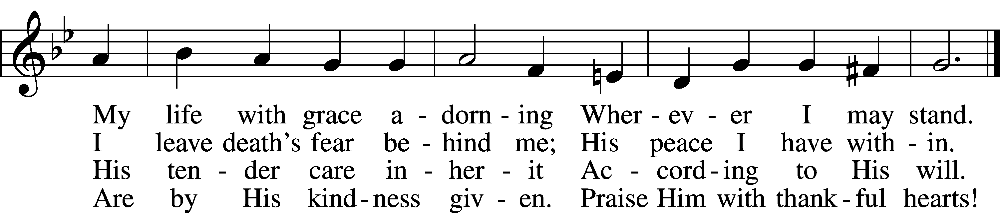 My life with grace a - dorn - ing Wher - ev - er I may stand.
I leave death’s fear be - hind me; His peace I have with - in.
His ten - der care in - her - it Ac - cord - ing to His will.
Are by His kind - ness giv - en. Praise Him with thank - ful hearts!